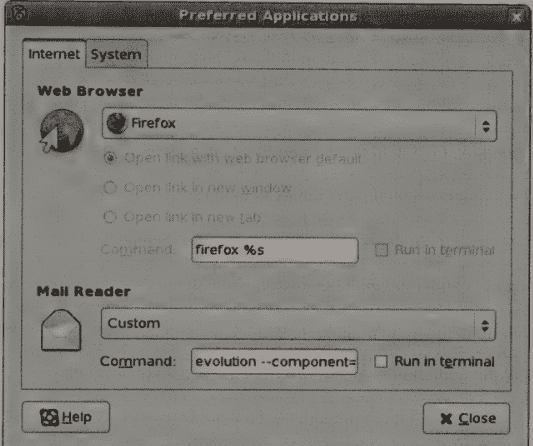 Preferred Applications
Internet System
Web Browser
Firefox
Open link with web browser default
Open link in new window
Open link in new tab
Command: firefox %s Run in terminal
Mail Reader
Custom
Command: evolution --component= Run in terminal
Help Close